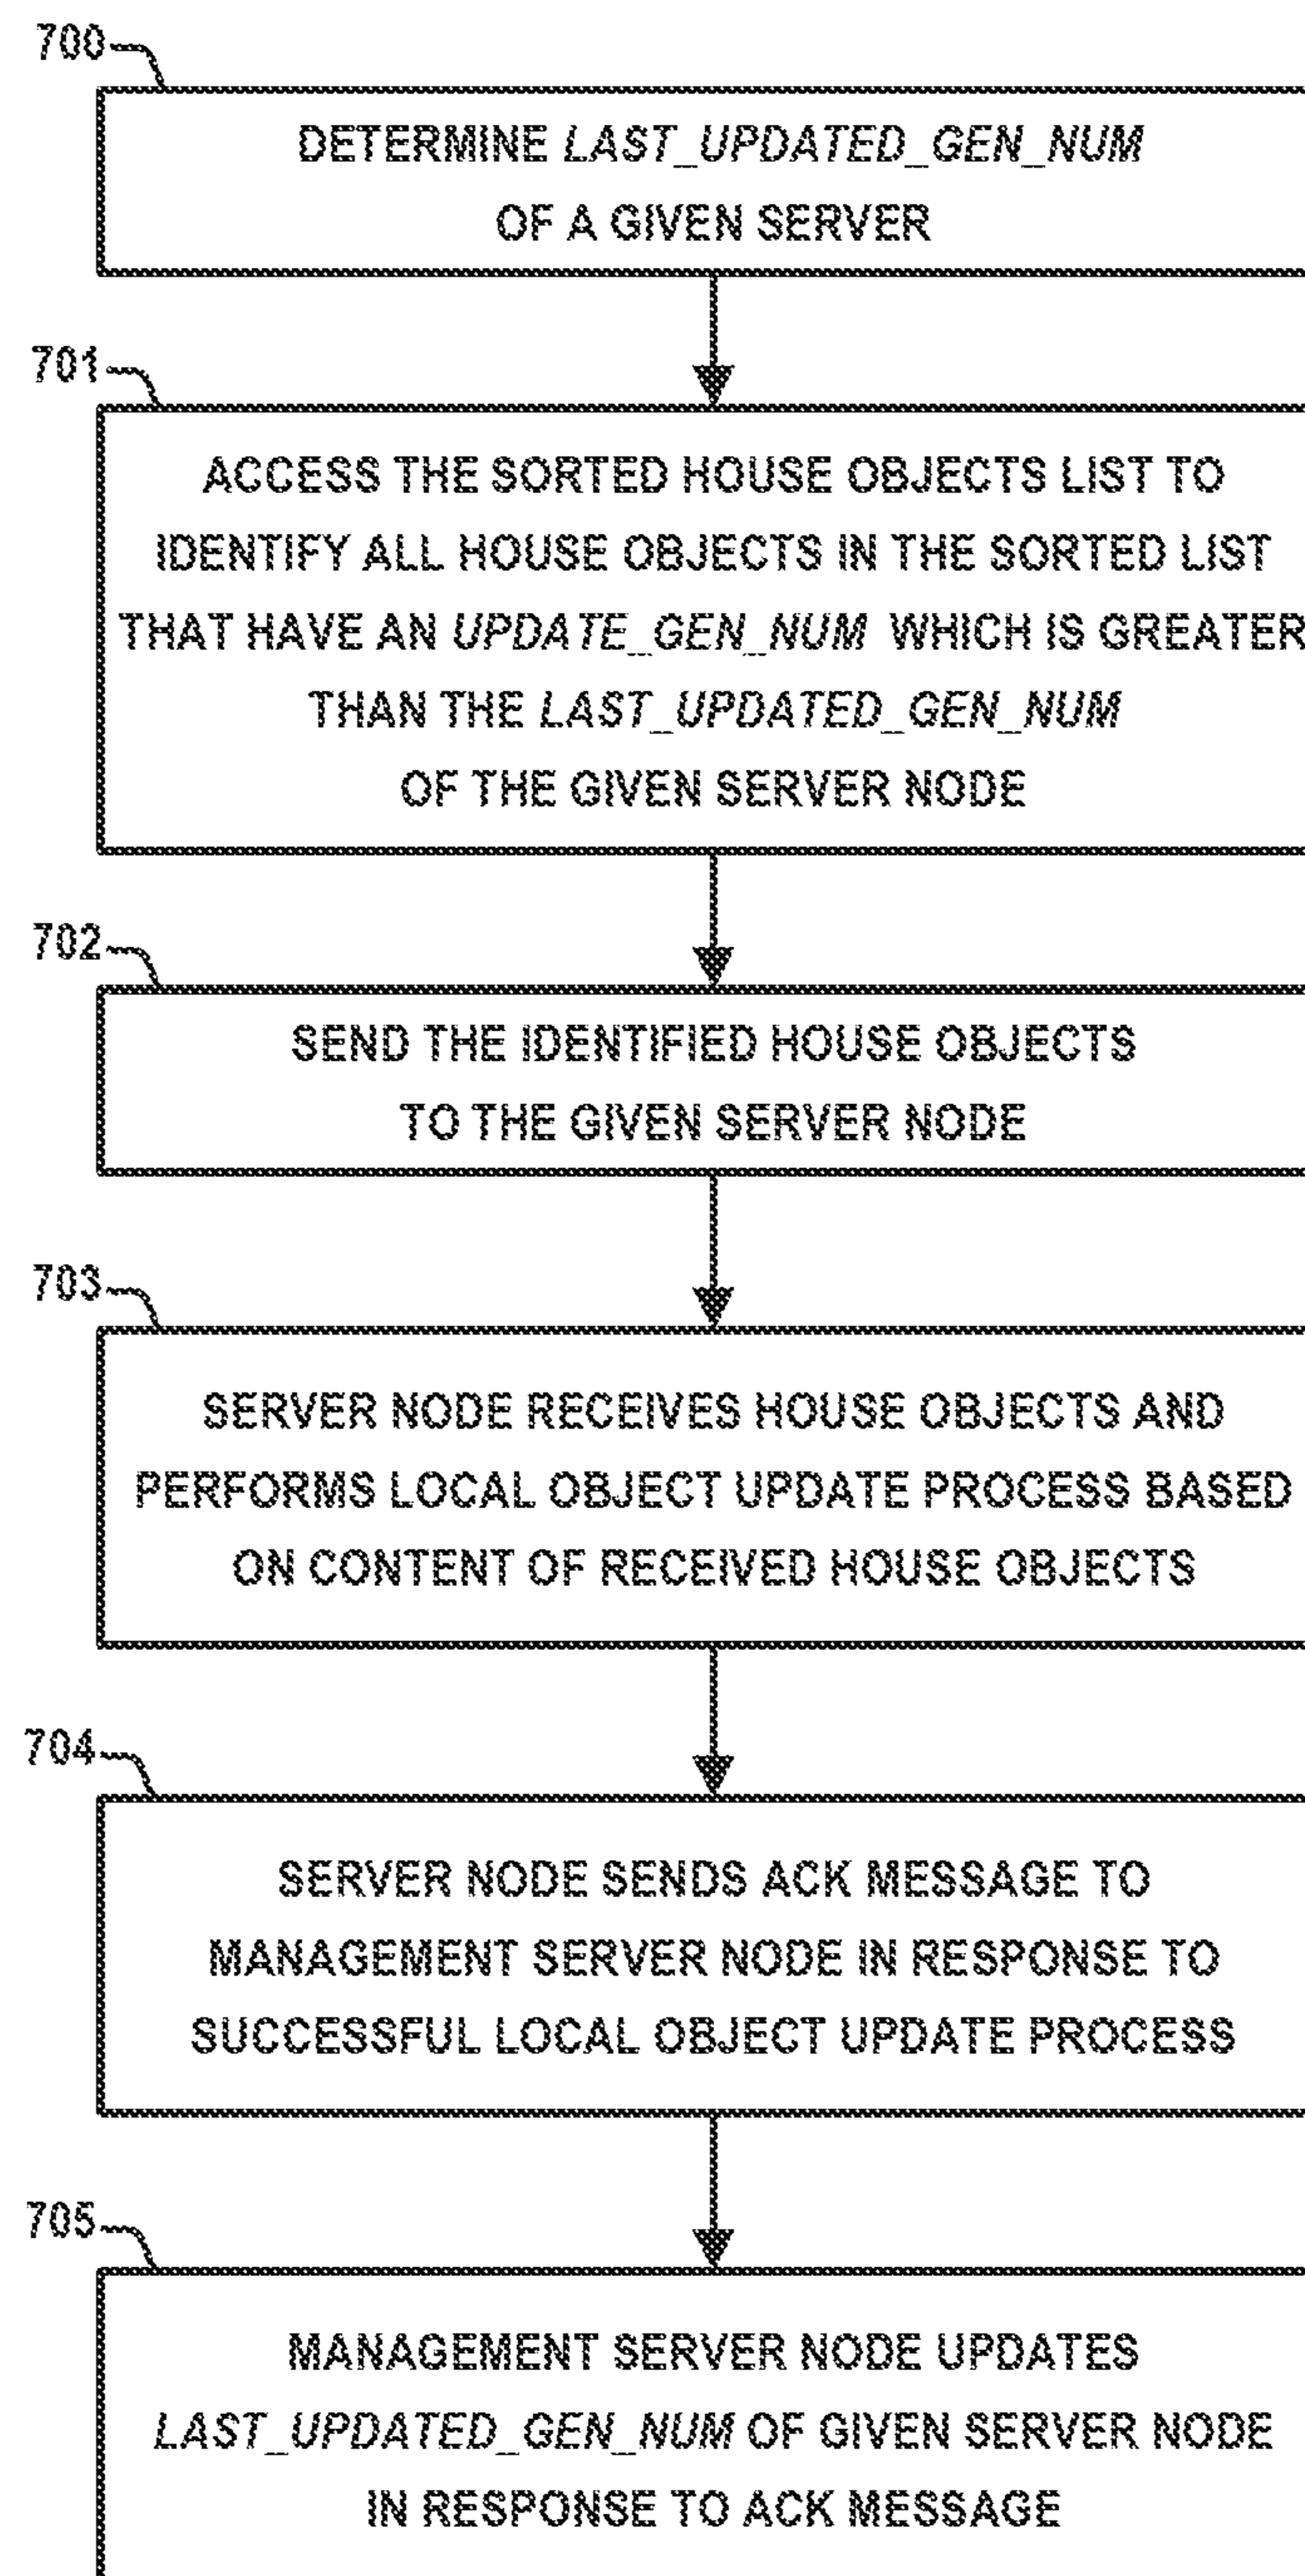 700
DETERMINE LAST_UPDATED_GEN_NUM
OF A GIVEN SERVER
701
ACCESS THE SORTED HOUSE OBJECTS LIST TO
IDENTIFY ALL HOUSE OBJECTS IN THE SORTED LIST
THAT HAVE AN UPDATE_GEN_NUM WHICH IS GREATER
THAN THE LAST_UPDATED_GEN_NUM
OF THE GIVEN SERVER NODE
702
SEND THE IDENTIFIED HOUSE OBJECTS
TO THE GIVEN SERVER NODE
703
SERVER NODE RECEIVES HOUSE OBJECTS AND
PERFORMS LOCAL OBJECT UPDATE PROCESS BASED
ON CONTENT OF RECEIVED HOUSE OBJECTS
704
SERVER NODE SENDS ACK MESSAGE TO
MANAGEMENT SERVER NODE IN RESPONSE TO
SUCCESSFUL LOCAL OBJECT UPDATE PROCESS
705
MANAGEMENT SERVER NODE UPDATES
LAST_UPDATED_GEN_NUM OF GIVEN SERVER NODE
IN RESPONSE TO ACK MESSAGE